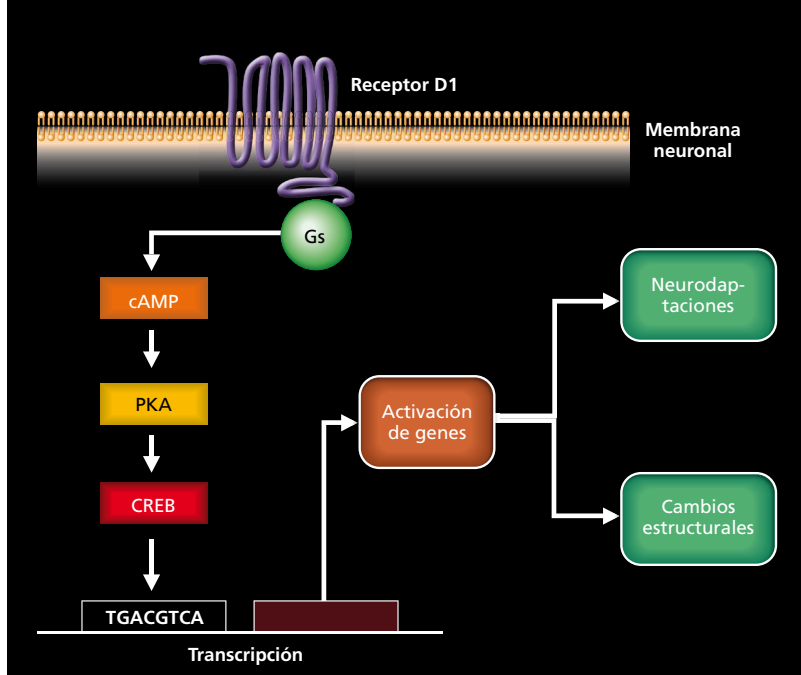 Receptor D1
Membrana
neuronal
Gs
cAMP
Neurodap-
taciones
PKA
Activación
de genes
CREB
Cambios
estructurales
TGACGTCA
Transcripción